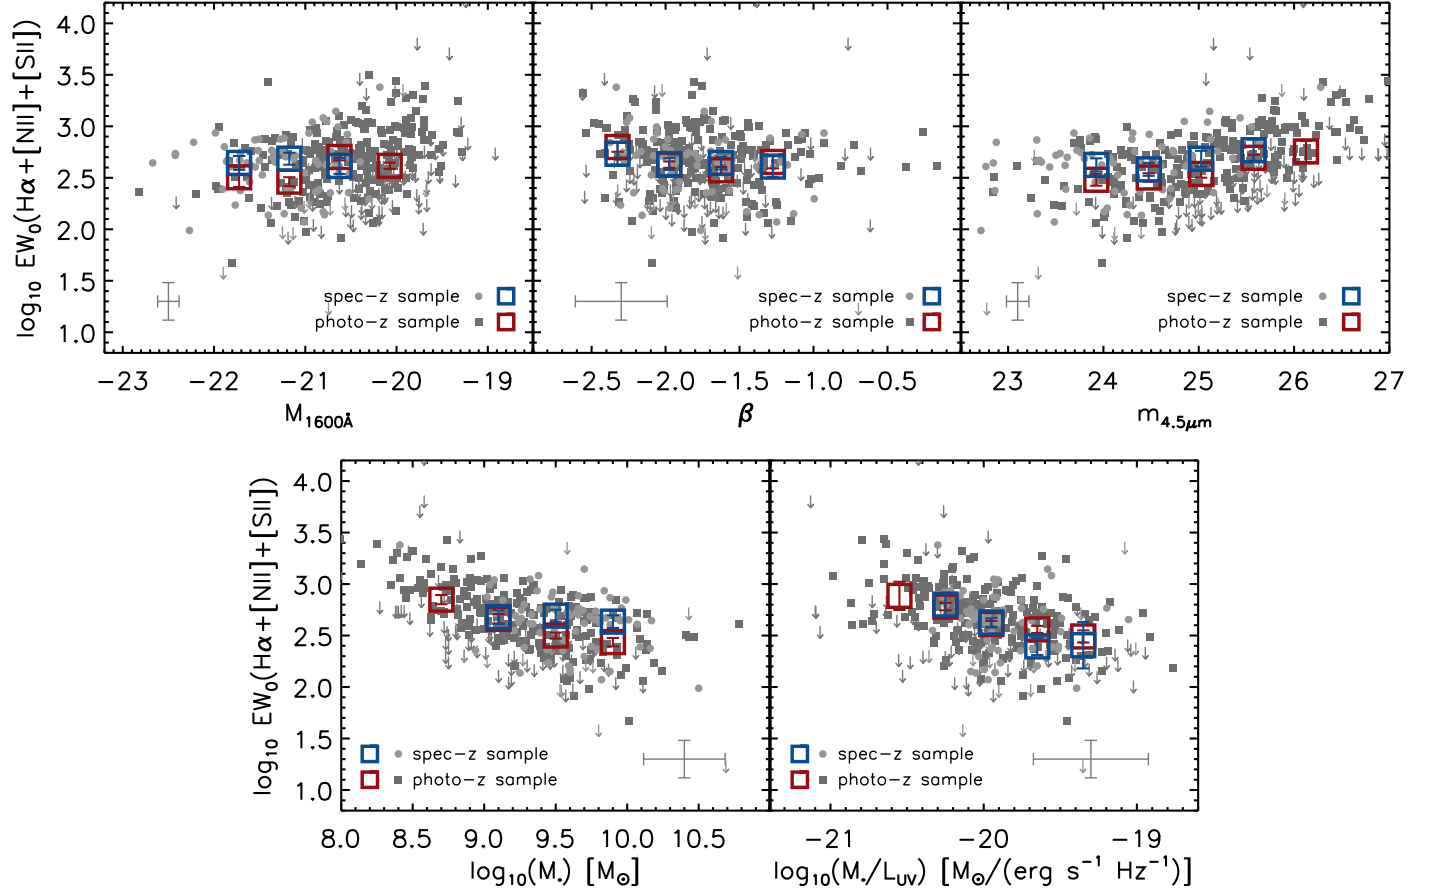 log₁₀ EW₀(Hα+[NII]+[SII])
4.0
3.5
3.0
2.5
2.0
1.5
1.0
spec−z sample
photo−z sample
spec−z sample
photo−z sample
spec−z sample
photo−z sample
−23 −22 −21 −20 −19
−2.5 −2.0 −1.5 −1.0 −0.5
23 24 25 26 27
M₁₆₀₀Å
β
m₄.₅μm
log₁₀ EW₀(Hα+[NII]+[SII])
4.0
3.5
3.0
2.5
2.0
1.5
1.0
spec−z sample
photo−z sample
spec−z sample
photo−z sample
8.0 8.5 9.0 9.5 10.0 10.5
−21 −20 −19
log₁₀(M⋆) [M⊙]
log₁₀(M⋆/L_UV) [M⊙/(erg s⁻¹ Hz⁻¹)]